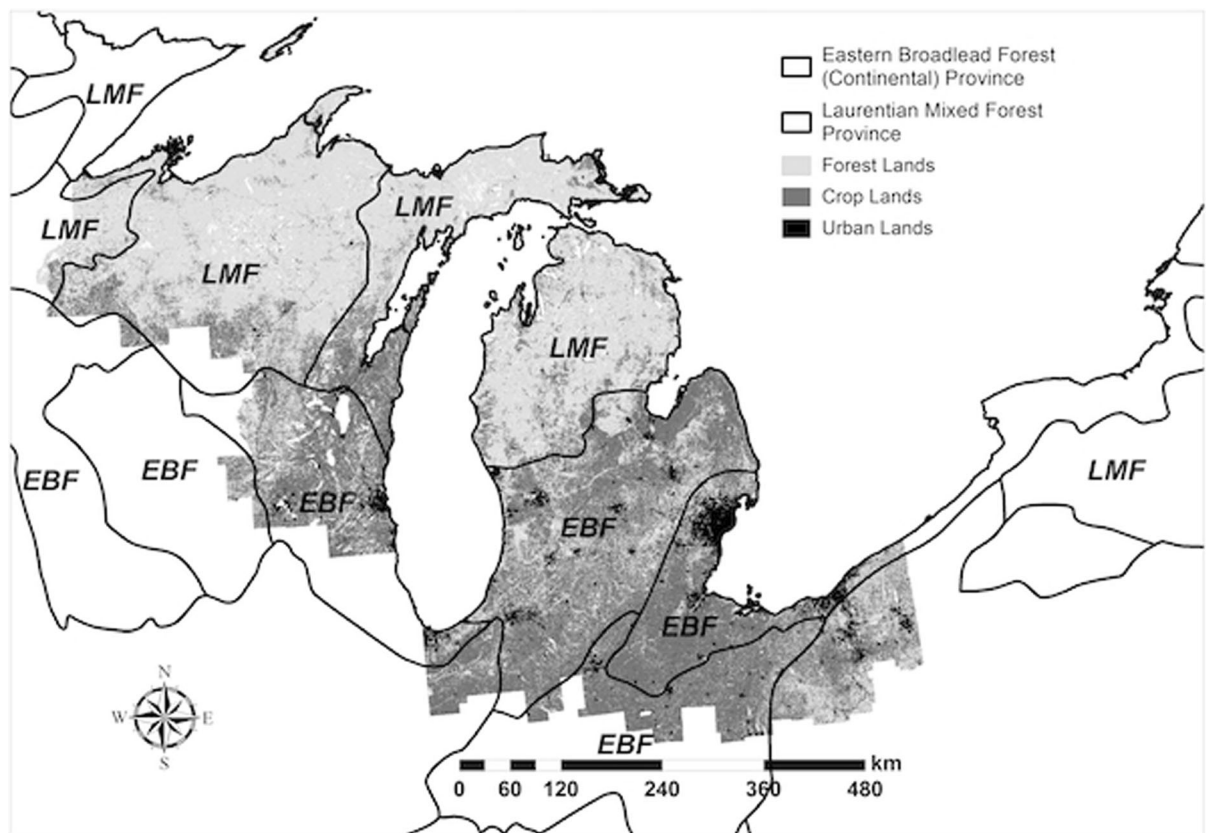 Eastern Broadlead Forest
(Continental) Province
Laurentian Mixed Forest
Province
Forest Lands
Crop Lands
Urban Lands
LMF
LMF
LMF
LMF
LMF
LMF
EBF
EBF
EBF
EBF
EBF
EBF
N
W E
S
km
0 60 120 240 360 480